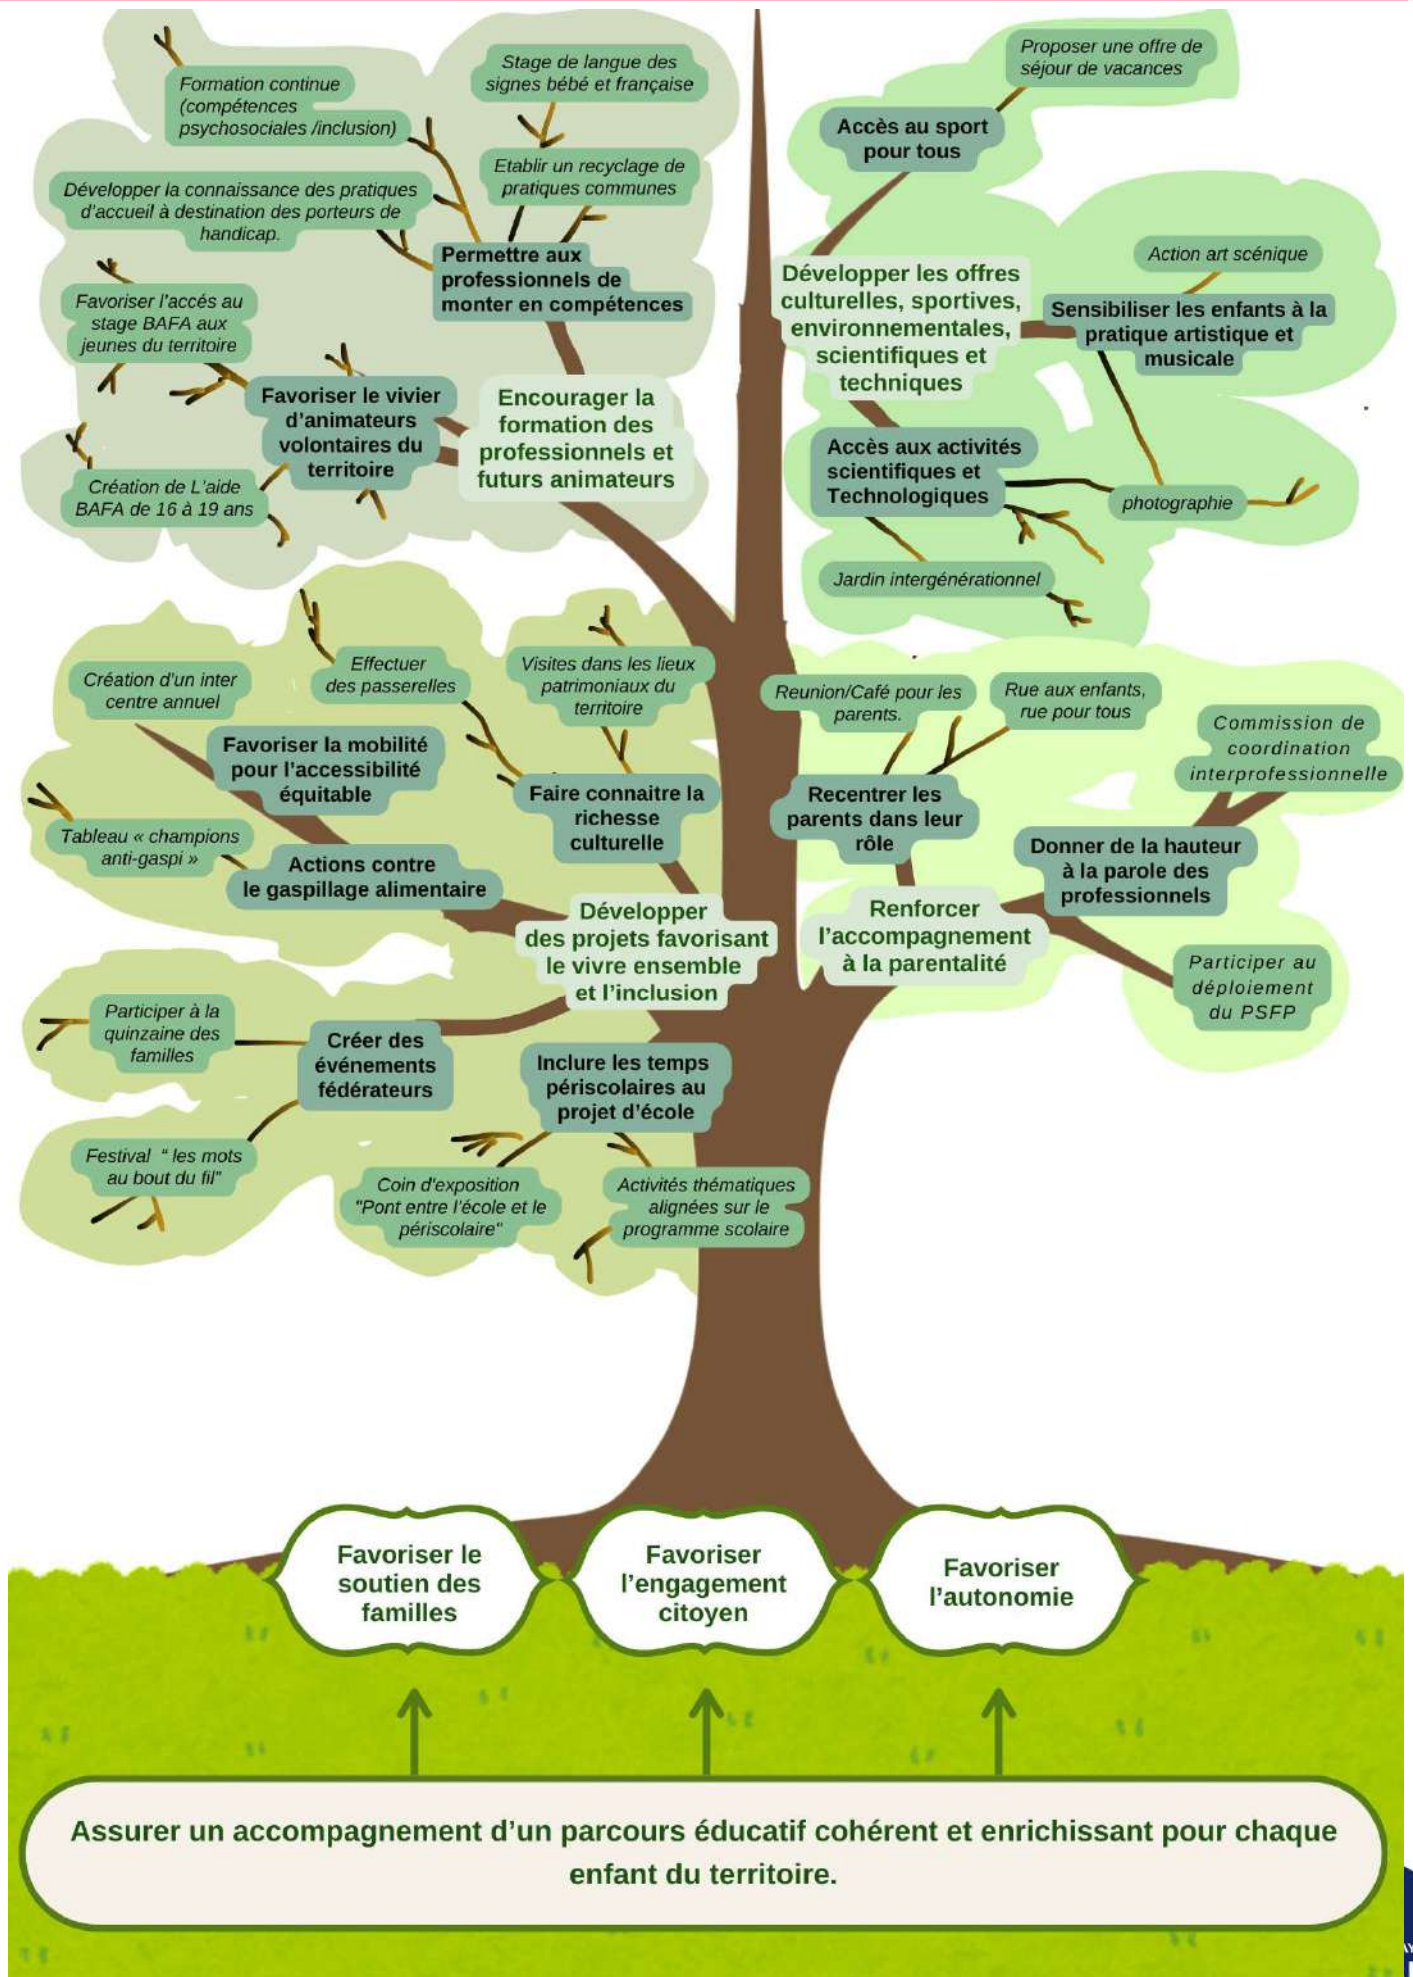 Formation continue
(compétences
psychosociales /inclusion)
Stage de langue des
signes bébé et française
Développer la connaissance des pratiques
d'accueil à destination des porteurs de
handicap.
Etablir un recyclage de
pratiques communes
Permettre aux
professionnels de
monter en compétences
Favoriser l'accés au
stage BAFA aux
jeunes du territoire
Favoriser le vivier
d'animateurs
volontaires du
territoire
Création de L'aide
BAFA de 16 à 19 ans
Encourager la
formation des
professionnels et
futurs animateurs
Proposer une offre de
séjour de vacances
Accès au sport
pour tous
Développer les offres
culturelles, sportives,
environnementales,
scientifiques et
techniques
Action art scénique
Sensibiliser les enfants à la
pratique artistique et
musicale
Accès aux activités
scientifiques et
Technologiques
photographie
Jardin intergénérationnel
Création d'un inter
centre annuel
Effectuer
des passerelles
Visites dans les lieux
patrimoniaux du
territoire
Favoriser la mobilité
pour l'accessibilité
équitable
Faire connaitre la
richesse
culturelle
Tableau « champions
anti-gaspi »
Actions contre
le gaspillage alimentaire
Développer
des projets favorisant
le vivre ensemble
et l'inclusion
Participer à la
quinzaine des
familles
Créer des
événements
fédérateurs
Inclure les temps
périscolaires au
projet d'école
Festival “ les mots
au bout du fil”
Coin d'exposition
"Pont entre l'école et le
périscolaire"
Activités thématiques
alignées sur le
programme scolaire
Reunion/Café pour les
parents.
Rue aux enfants,
rue pour tous
Commission de
coordination
interprofessionnelle
Recentrer les
parents dans leur
rôle
Donner de la hauteur
à la parole des
professionnels
Renforcer
l'accompagnement
à la parentalité
Participer au
déploiement
du PSFP
Favoriser le
soutien des
familles
Favoriser
l'engagement
citoyen
Favoriser
l'autonomie
Assurer un accompagnement d'un parcours éducatif cohérent et enrichissant pour chaque
enfant du territoire.